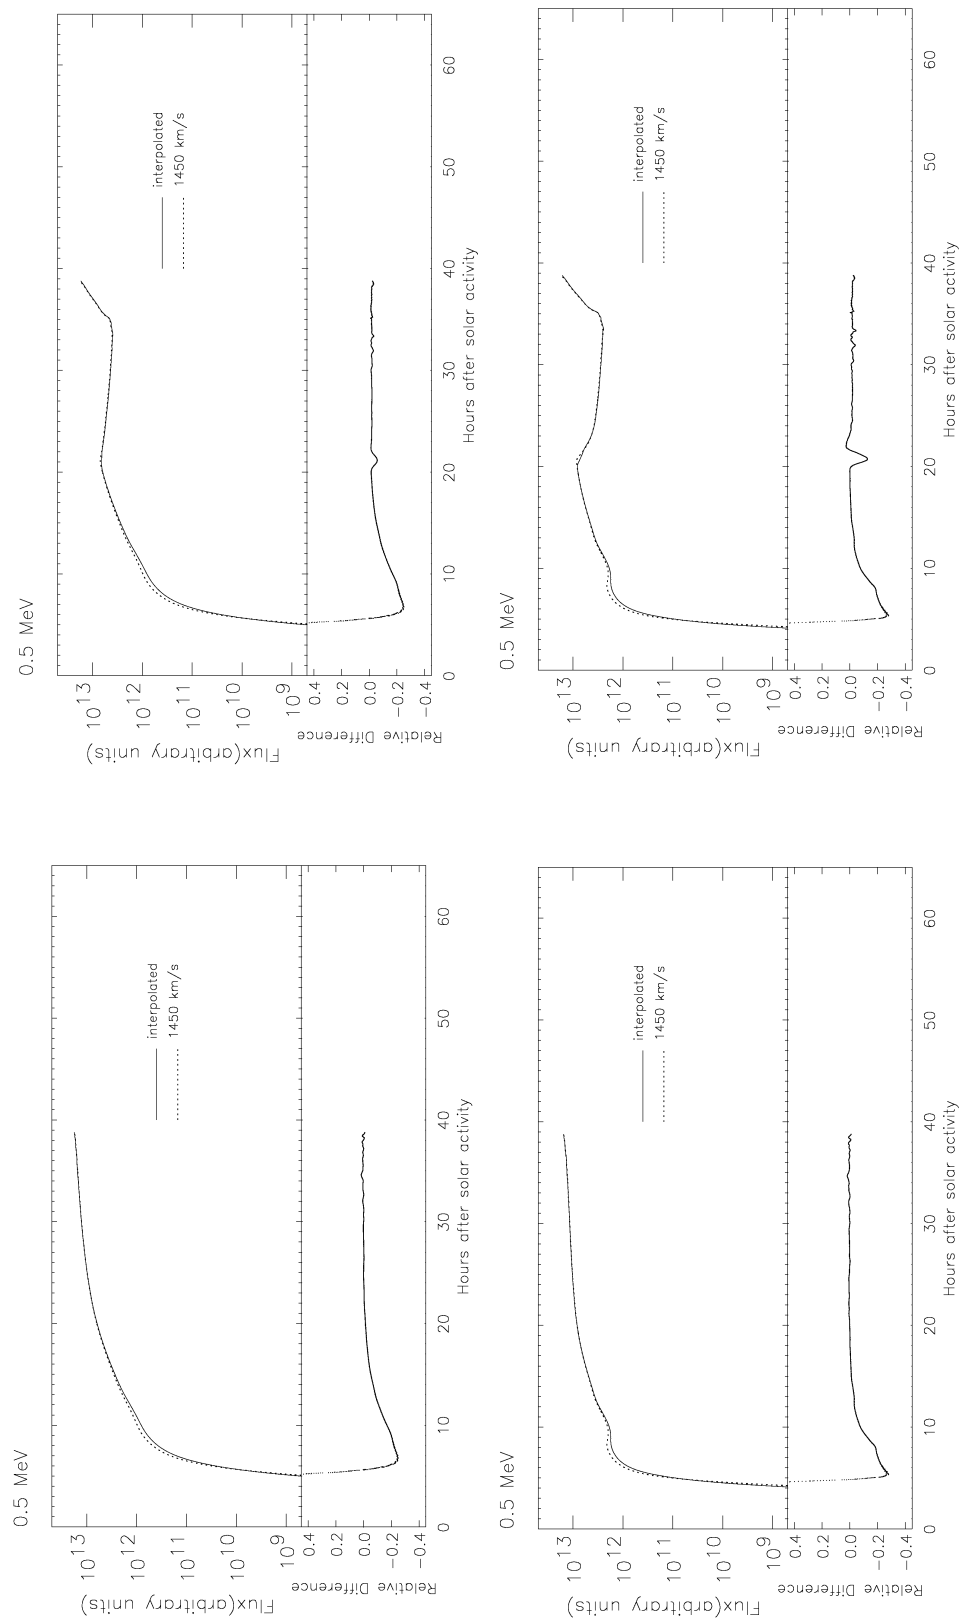 0.5 MeV
Flux(arbitrary units)
10^13
10^12
10^11
10^10
10^9
interpolated
1450 km/s
Relative Difference
0.4
0.2
0.0
−0.2
−0.4
0 10 20 30 40 50 60
Hours after solar activity
0.5 MeV
Flux(arbitrary units)
10^13
10^12
10^11
10^10
10^9
interpolated
1450 km/s
Relative Difference
0.4
0.2
0.0
−0.2
−0.4
0 10 20 30 40 50 60
Hours after solar activity
0.5 MeV
Flux(arbitrary units)
10^13
10^12
10^11
10^10
10^9
interpolated
1450 km/s
Relative Difference
0.4
0.2
0.0
−0.2
−0.4
0 10 20 30 40 50 60
Hours after solar activity
0.5 MeV
Flux(arbitrary units)
10^13
10^12
10^11
10^10
10^9
interpolated
1450 km/s
Relative Difference
0.4
0.2
0.0
−0.2
−0.4
0 10 20 30 40 50 60
Hours after solar activity